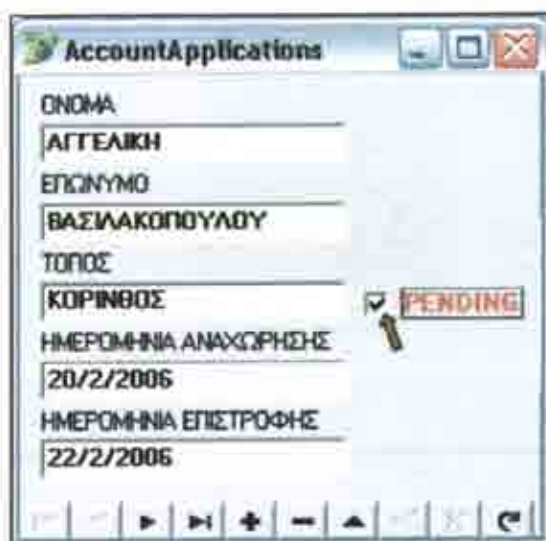 AccountApplications
ΟΝΟΜΑ
ΑΓΓΕΛΙΚΗ
ΕΠΩΝΥΜΟ
ΒΑΣΙΛΑΚΟΠΟΥΛΟΥ
ΤΟΠΟΣ
ΚΟΡΙΝΘΟΣ
PENDING
ΗΜΕΡΟΜΗΝΙΑ ΑΝΑΧΩΡΗΣΗΣ
20/2/2006
ΗΜΕΡΟΜΗΝΙΑ ΕΠΙΣΤΡΟΦΗΣ
22/2/2006